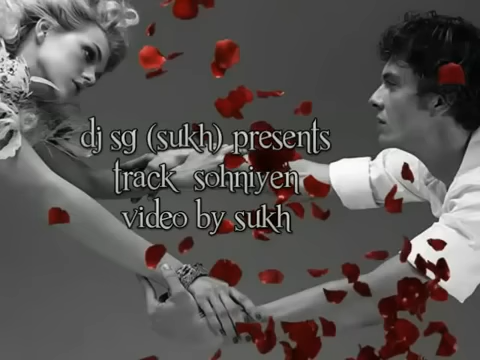 dj sg (sukh) presents
track sohniyen
video by sukh